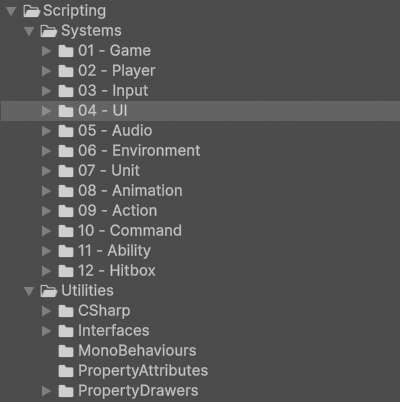 Scripting
Systems
01 - Game
02 - Player
03 - Input
04 - UI
05 - Audio
06 - Environment
07 - Unit
08 - Animation
09 - Action
10 - Command
11 - Ability
12 - Hitbox
Utilities
CSharp
Interfaces
MonoBehaviours
PropertyAttributes
PropertyDrawers